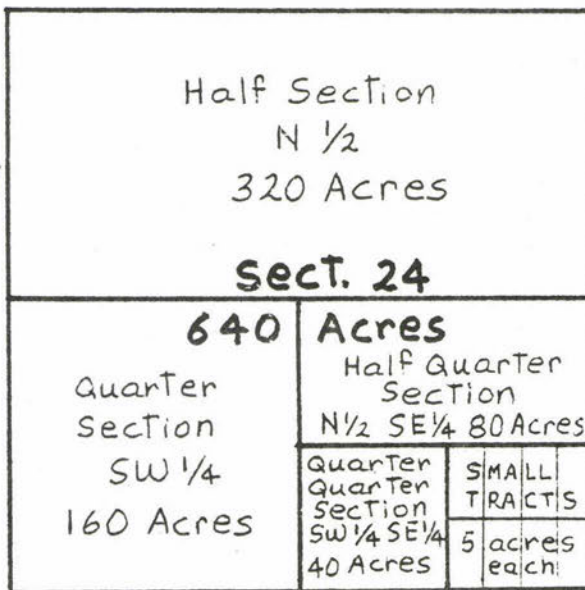 Half Section
N 1/2
320 Acres
Sect. 24
640 Acres
Quarter
Section
SW 1/4
160 Acres
Half Quarter
Section
N1/2 SE1/4 80 Acres
Quarter
Quarter
Section
SW 1/4 SE1/4
40 Acres
SMALL
TRACTS
5 acres
each